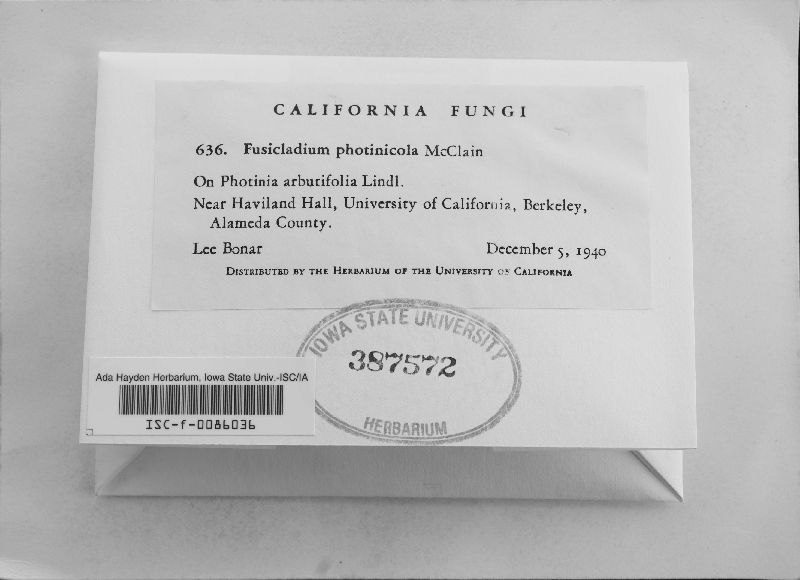 CALIFORNIA FUNGI
636. Fusicladium photinicola McClain
On Photinia arbutifolia Lindl.
Near Haviland Hall, University of California, Berkeley,
Alameda County.
Lee Bonar December 5, 1940
DISTRIBUTED BY THE HERBARIUM OF THE UNIVERSITY OF CALIFORNIA
IOWA STATE UNIVERSITY
387572
HERBARIUM
Ada Hayden Herbarium, Iowa State Univ.-ISC/IA
ISC-f-0086036